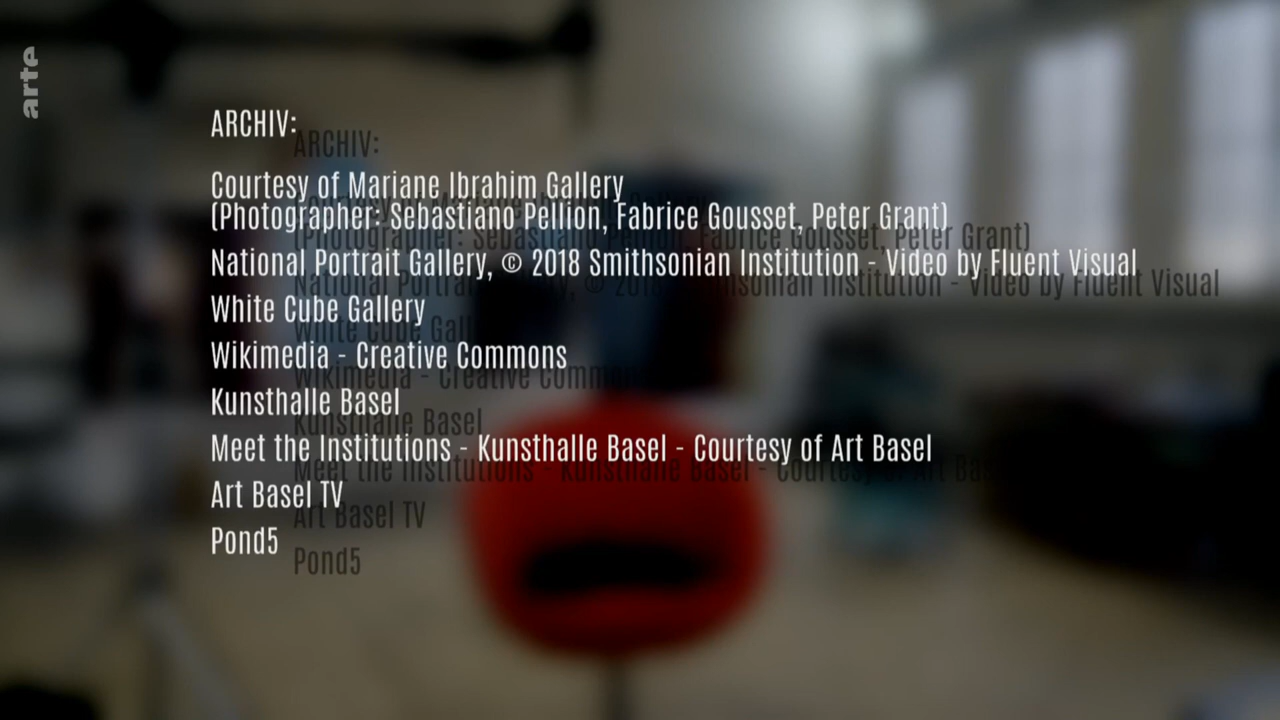 arte
ARCHIV:
Courtesy of Mariane Ibrahim Gallery
(Photographer: Sebastiano Pellion, Fabrice Gousset, Peter Grant)
National Portrait Gallery, © 2018 Smithsonian Institution - Video by Fluent Visual
White Cube Gallery
Wikimedia - Creative Commons
Kunsthalle Basel
Meet the Institutions - Kunsthalle Basel - Courtesy of Art Basel
Art Basel TV
Pond5